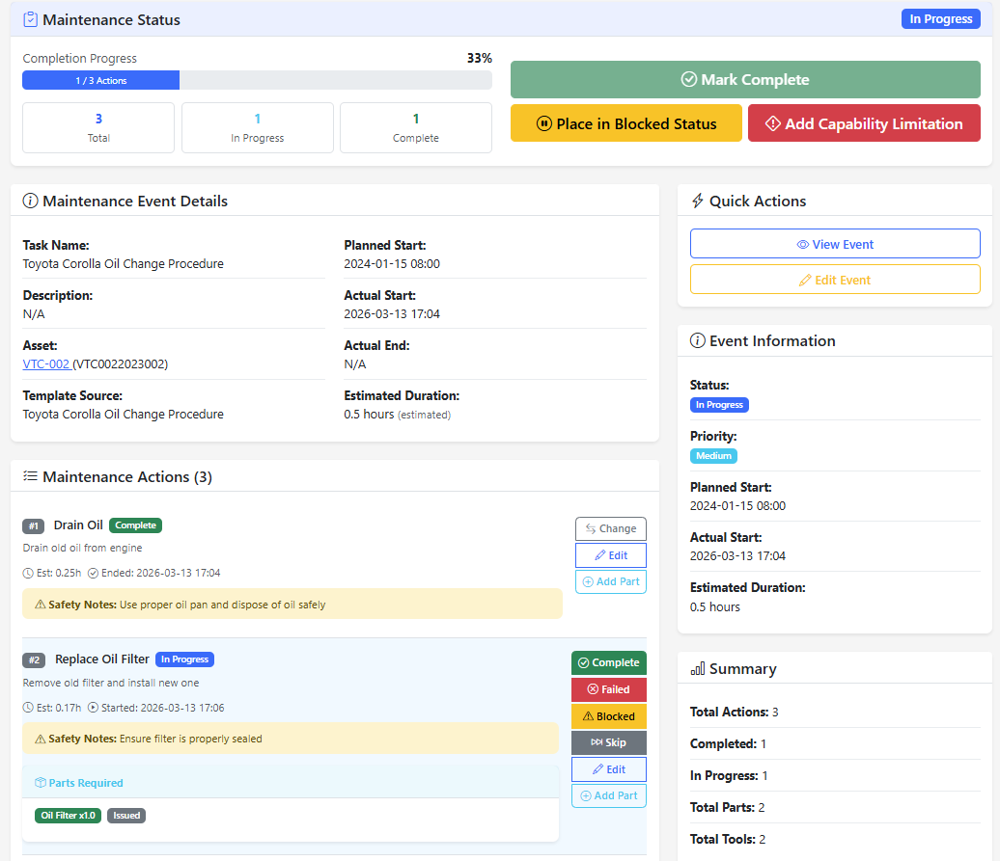 Maintenance Status
In Progress
Completion Progress
33%
1 / 3 Actions
3
Total
1
In Progress
1
Complete
Mark Complete
Place in Blocked Status
Add Capability Limitation
Maintenance Event Details
Task Name:
Toyota Corolla Oil Change Procedure
Description:
N/A
Asset:
VTC-002 (VTC0022023002)
Template Source:
Toyota Corolla Oil Change Procedure
Planned Start:
2024-01-15 08:00
Actual Start:
2026-03-13 17:04
Actual End:
N/A
Estimated Duration:
0.5 hours (estimated)
Maintenance Actions (3)
#1 Drain Oil Complete
Drain old oil from engine
Est: 0.25h Ended: 2026-03-13 17:04
Safety Notes: Use proper oil pan and dispose of oil safely
Change
Edit
Add Part
#2 Replace Oil Filter In Progress
Remove old filter and install new one
Est: 0.17h Started: 2026-03-13 17:06
Safety Notes: Ensure filter is properly sealed
Parts Required
Oil Filter x1.0 Issued
Complete
Failed
Blocked
Skip
Edit
Add Part
Quick Actions
View Event
Edit Event
Event Information
Status:
In Progress
Priority:
Medium
Planned Start:
2024-01-15 08:00
Actual Start:
2026-03-13 17:04
Estimated Duration:
0.5 hours
Summary
Total Actions: 3
Completed: 1
In Progress: 1
Total Parts: 2
Total Tools: 2